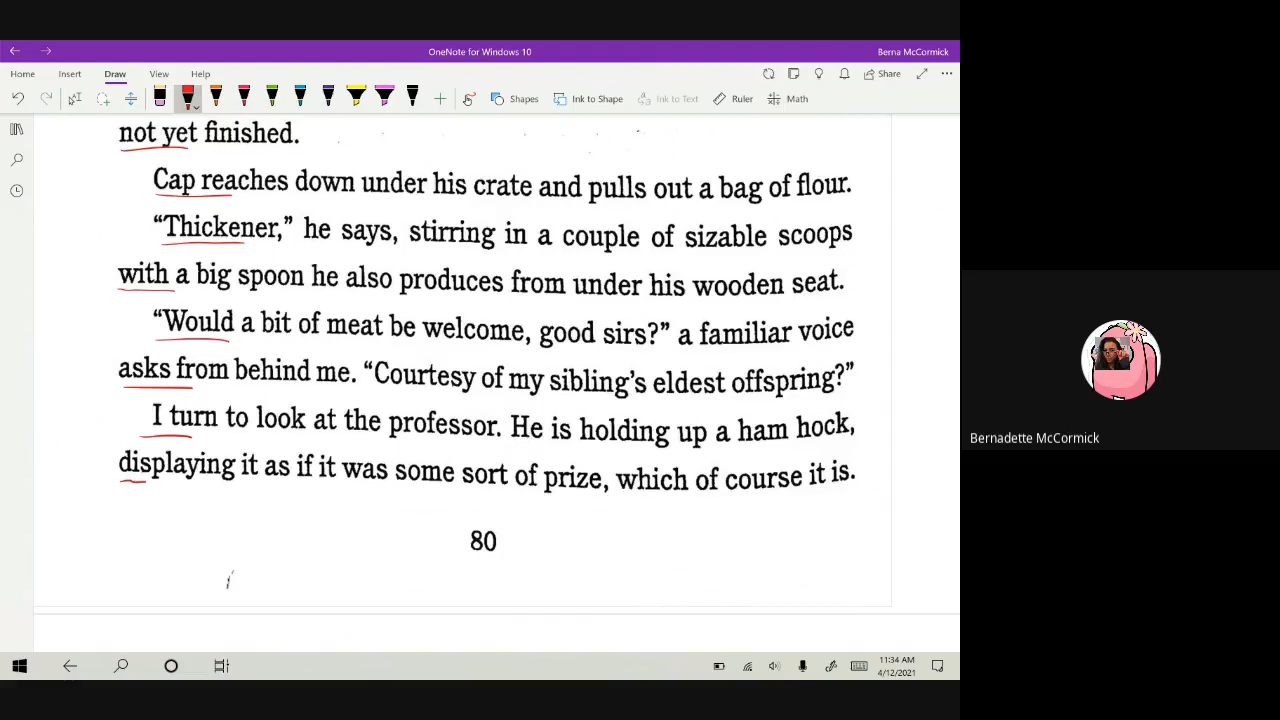 OneNote for Windows 10
Berna McCormick
Home Insert Draw View Help
Share
Shapes Ink to Shape Ink to Text Ruler Math
not yet finished.
Cap reaches down under his crate and pulls out a bag of flour.
“Thickener,” he says, stirring in a couple of sizable scoops
with a big spoon he also produces from under his wooden seat.
“Would a bit of meat be welcome, good sirs?” a familiar voice
asks from behind me. “Courtesy of my sibling’s eldest offspring?”
I turn to look at the professor. He is holding up a ham hock,
displaying it as if it was some sort of prize, which of course it is.
80
Bernadette McCormick
11:34 AM
4/12/2021